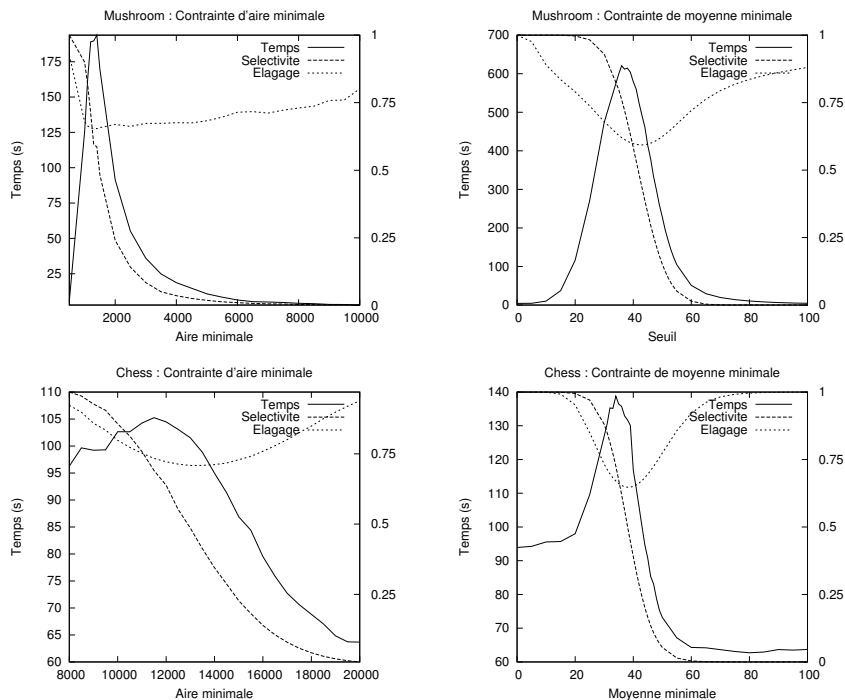 Mushroom : Contrainte d'aire minimale
Temps
Selectivite
Elagage
Temps (s)
175
150
125
100
75
50
25
1
0.75
0.5
0.25
0
2000 4000 6000 8000 10000
Aire minimale
Mushroom : Contrainte de moyenne minimale
Temps
Selectivite
Elagage
Temps (s)
700
600
500
400
300
200
100
0
1
0.75
0.5
0.25
0
0 20 40 60 80 100
Seuil
Chess : Contrainte d'aire minimale
Temps
Selectivite
Elagage
Temps (s)
110
105
100
95
90
85
80
75
70
65
60
0.75
0.5
0.25
8000 10000 12000 14000 16000 18000 20000
Aire minimale
Chess : Contrainte de moyenne minimale
Temps
Selectivite
Elagage
Temps (s)
140
130
120
110
100
90
80
70
60
1
0.75
0.5
0.25
0
0 20 40 60 80 100
Moyenne minimale